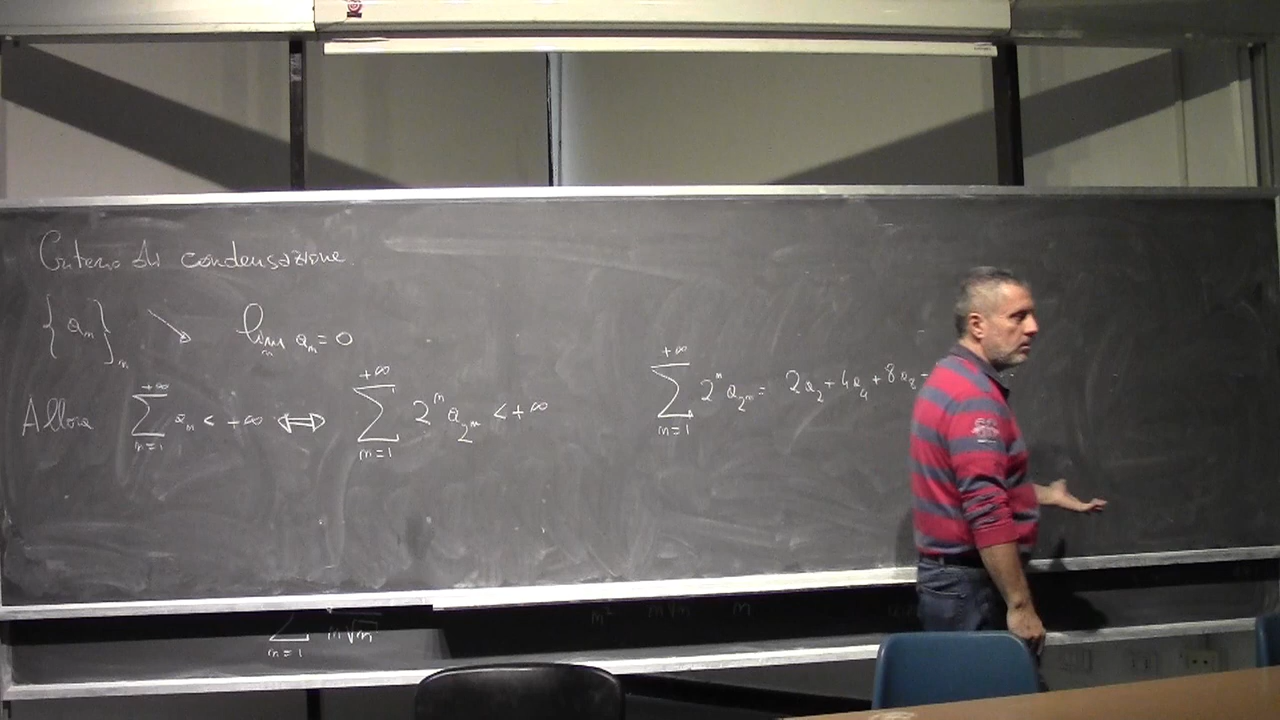 Criterio di condensazione.
{a_n}_n ↘ lim_n a_n = 0
Allora ∑_{n=1}^{+∞} a_n < +∞ ⟺ ∑_{n=1}^{+∞} 2^n a_{2^n} < +∞
∑_{n=1}^{+∞} 2^n a_{2^n} = 2a_2 + 4a_4 + 8a_8 +
∑_{n=1} n√n
n² n√n n